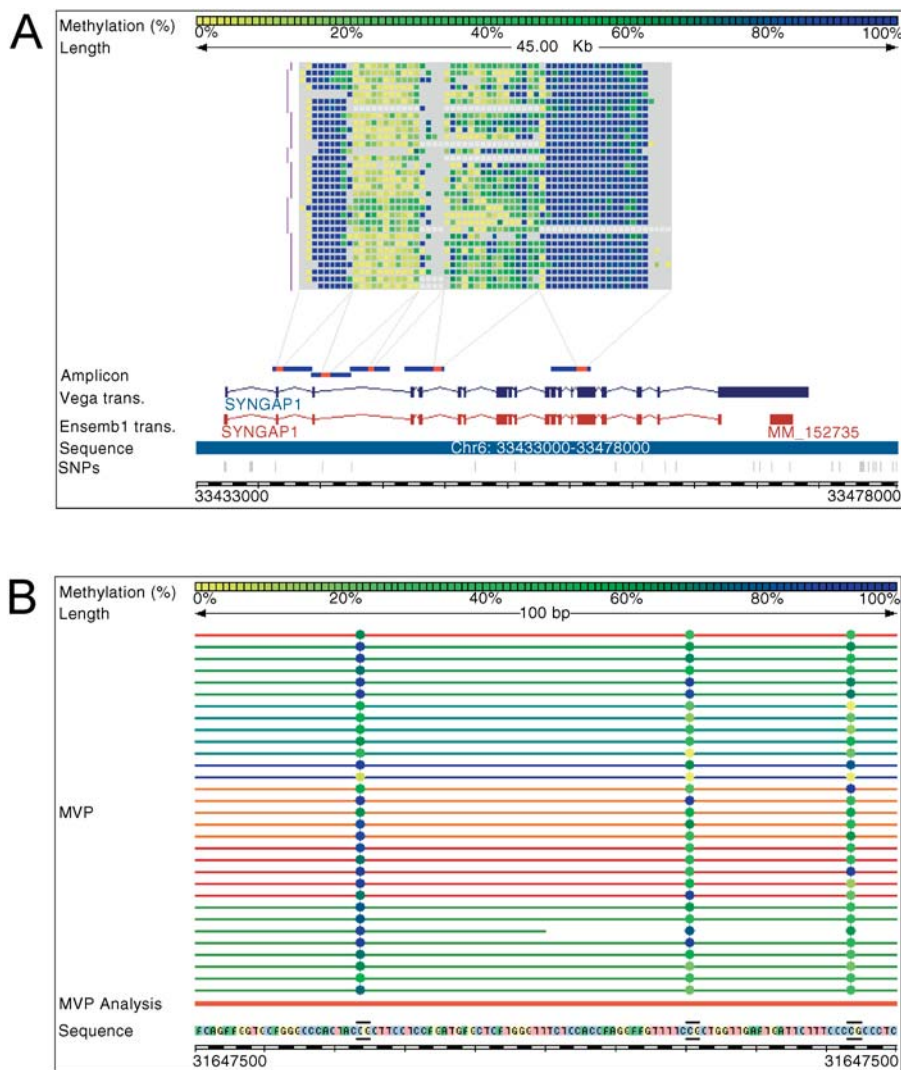 A
Methylation (%)
0% 20% 40% 60% 80% 100%
Length
45.00 Kb
Amplicon
Vega trans.
SYNGAP1
Ensemb1 trans.
SYNGAP1
MM_152735
Sequence
Chr6: 33433000-33478000
SNPs
33433000
33478000
B
Methylation (%)
0% 20% 40% 60% 80% 100%
Length
100 bp
MVP
MVP Analysis
Sequence
31647500
31647500